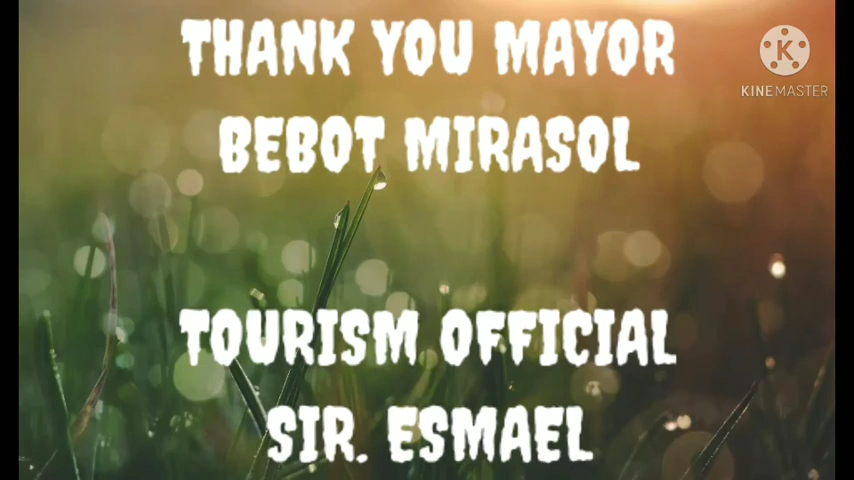 THANK YOU MAYOR
BEBOT MIRASOL
TOURISM OFFICIAL
SIR. ESMAEL
K
KINEMASTER